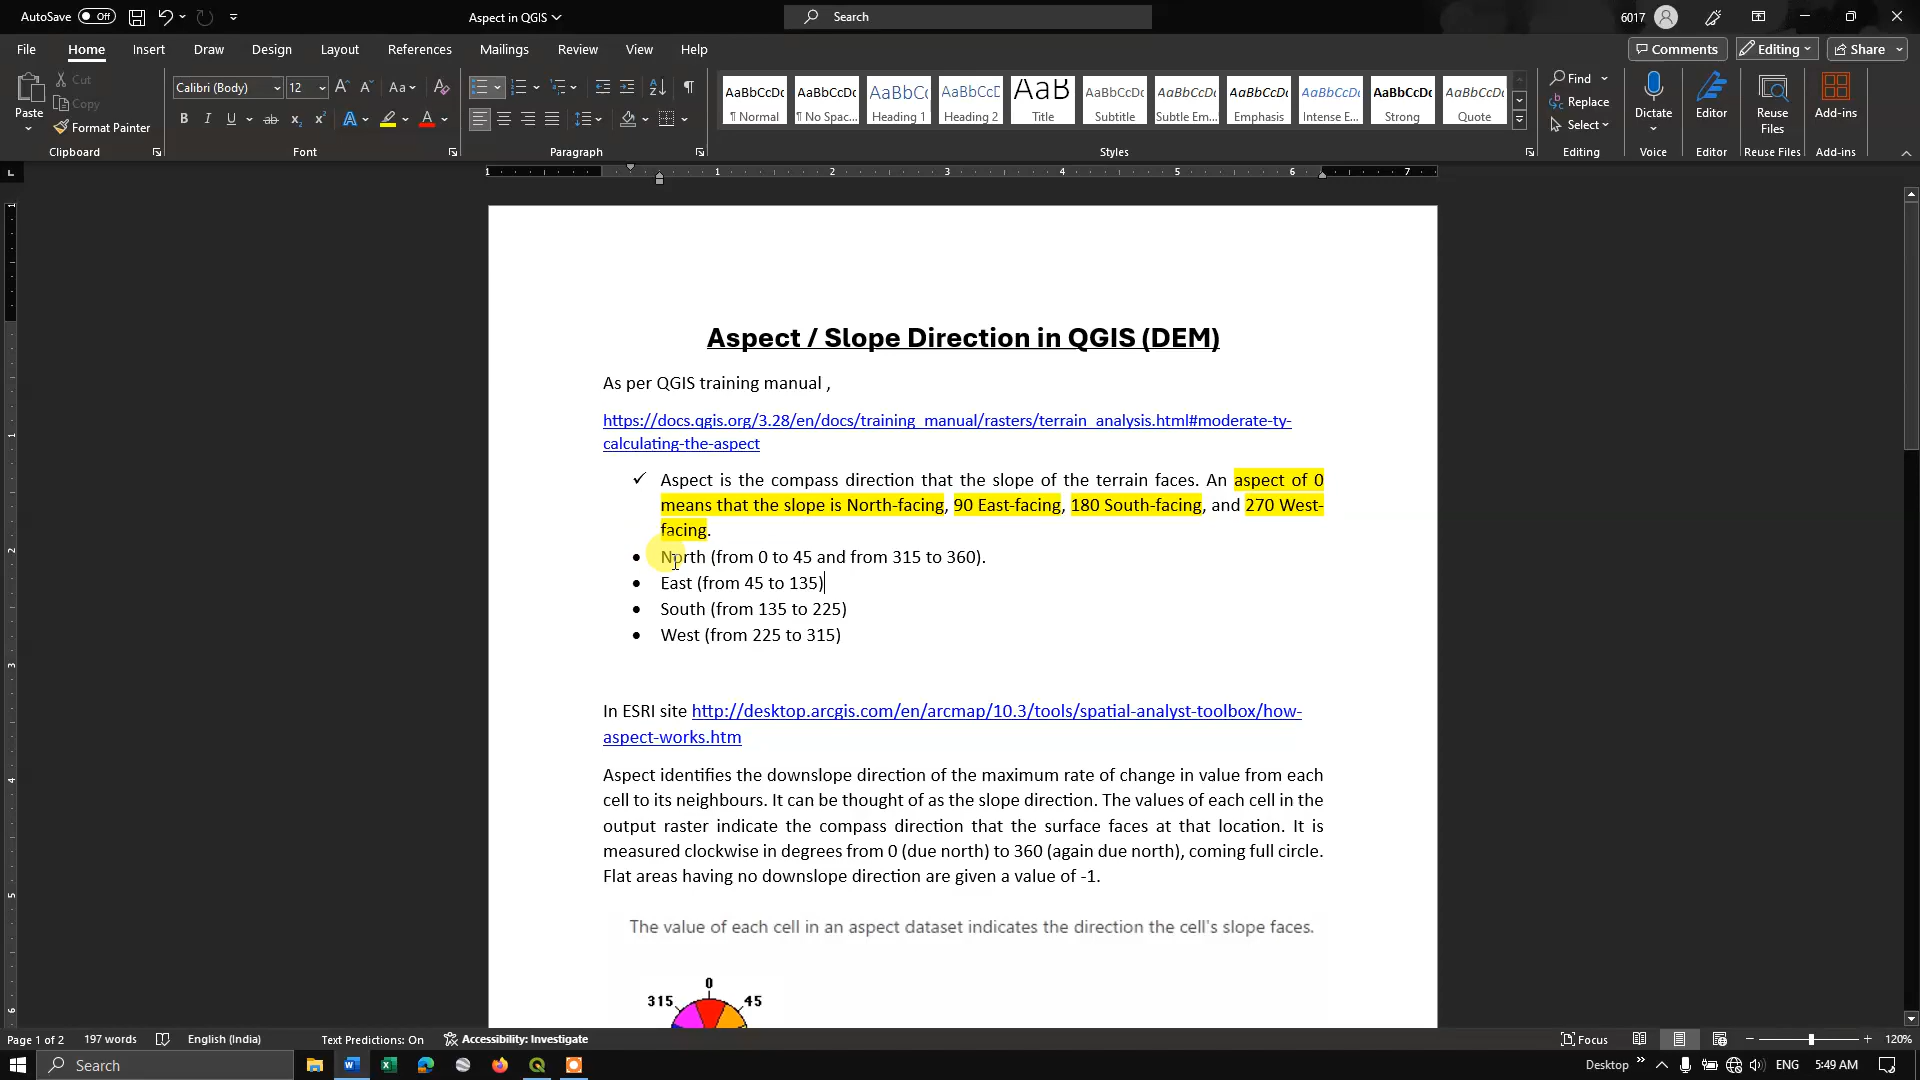 AutoSave Off
Aspect in QGIS
Search
6017
File Home Insert Draw Design Layout References Mailings Review View Help
Comments Editing Share
Paste
Cut
Copy
Format Painter
Clipboard
Calibri (Body) 12
Font
Paragraph
AaBbCcDc AaBbCcDc AaBbC AaBbCcD AaB AaBbCcD AaBbCcDc AaBbCcDc AaBbCcDc AaBbCcDc AaBbCcDc
¶ Normal ¶ No Spac... Heading 1 Heading 2 Title Subtitle Subtle Em... Emphasis Intense E... Strong Quote
Styles
Find
Replace
Select
Editing
Dictate
Voice
Editor
Editor
Reuse Files
Reuse Files
Add-ins
Add-ins
1 1 2 3 4 5 6 7
Aspect / Slope Direction in QGIS (DEM)
As per QGIS training manual ,
https://docs.qgis.org/3.28/en/docs/training_manual/rasters/terrain_analysis.html#moderate-ty-
calculating-the-aspect
✓ Aspect is the compass direction that the slope of the terrain faces. An aspect of 0
means that the slope is North-facing, 90 East-facing, 180 South-facing, and 270 West-
facing.
• North (from 0 to 45 and from 315 to 360).
• East (from 45 to 135)
• South (from 135 to 225)
• West (from 225 to 315)
In ESRI site http://desktop.arcgis.com/en/arcmap/10.3/tools/spatial-analyst-toolbox/how-
aspect-works.htm
Aspect identifies the downslope direction of the maximum rate of change in value from each
cell to its neighbours. It can be thought of as the slope direction. The values of each cell in the
output raster indicate the compass direction that the surface faces at that location. It is
measured clockwise in degrees from 0 (due north) to 360 (again due north), coming full circle.
Flat areas having no downslope direction are given a value of -1.
The value of each cell in an aspect dataset indicates the direction the cell's slope faces.
0
315 45
Page 1 of 2 197 words English (India) Text Predictions: On Accessibility: Investigate Focus 120%
Search
Desktop ENG 5:49 AM